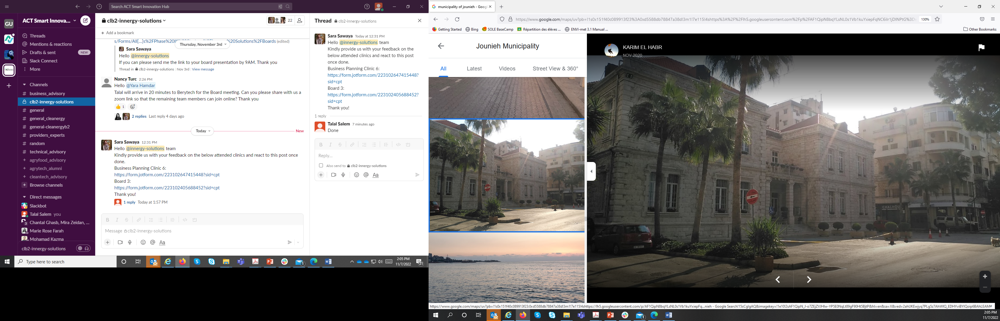 Search ACT Smart Innovation Hub
GU
ACT Smart Innova...
Threads
Mentions & reactions
Drafts & sent NEW
Slack Connect
More
Channels
# business_advisory
clb2-innergy-solutions
# general
# general_cleanergy
# general-cleanergyb2
# providers_experts
# random
# technical_advisory
+ agryfood_advisory
+ agrytech_alumni
+ cleantech_advisory
+ Browse channels
Direct messages
Slackbot
Talal Salem you
3 Chantal Ghasb, Mira Zeidan, ...
Marie Rose Farah
Mohamad Kazma
clb2-innergy-solutions
clb2-innergy-solutions
22
+ Add a bookmark
(edited)
Thursday, November 3rd
Sara Sawaya
Hello @innergy-solutions
If you can please send me the link to your board presentation by 9AM. Thank you
Thread in clb2-innergy-solutions | Nov 3rd | View message
Nancy Turc 2:26 PM
Hello @Yara Hamdar
Talal will arrive in 20 minutes to Berytech for the Board meeting. Can you please share with us a
zoom link so that the remaining team members can join online? Thank you
1
2 replies Last reply 4 days ago
Today
New
Sara Sawaya 12:31 PM
Hello @innergy-solutions team
Kindly provide us with your feedback on the below attended clinics and react to this post once
done.
Business Planning Clinic 6:
https://form.jotform.com/223102647415448?sid=cpt
Board 3:
https://form.jotform.com/223102405688452?sid=cpt
Thank you!
1 reply Today at 1:57 PM
B I S
Message clb2-innergy-solutions
+ @ Aa
Thread clb2-innergy-solutions
Sara Sawaya Today at 12:31 PM
Hello @innergy-solutions team
Kindly provide us with your feedback on the
below attended clinics and react to this post
once done.
Business Planning Clinic 6:
https://form.jotform.com/223102647415448?
sid=cpt
Board 3:
https://form.jotform.com/223102405688452?
sid=cpt
Thank you!
1 reply
Talal Salem 7 minutes ago
Done
B I S
Reply...
Also send to clb2-innergy-solutions
+ @ Aa
Type here to search
2:05 PM
11/7/2022
21
municipality of jounieh - Googl
130%
Getting Started Bing SOLE BaseCamp Répartition des élèves ... ENVI-met 3.1 Manual ...
Other Bookmarks
Jounieh Municipality
All Latest Videos Street View & 360°
KARIM EL HABR
NOV 2020
CHALHOU
2:05 PM
11/7/2022